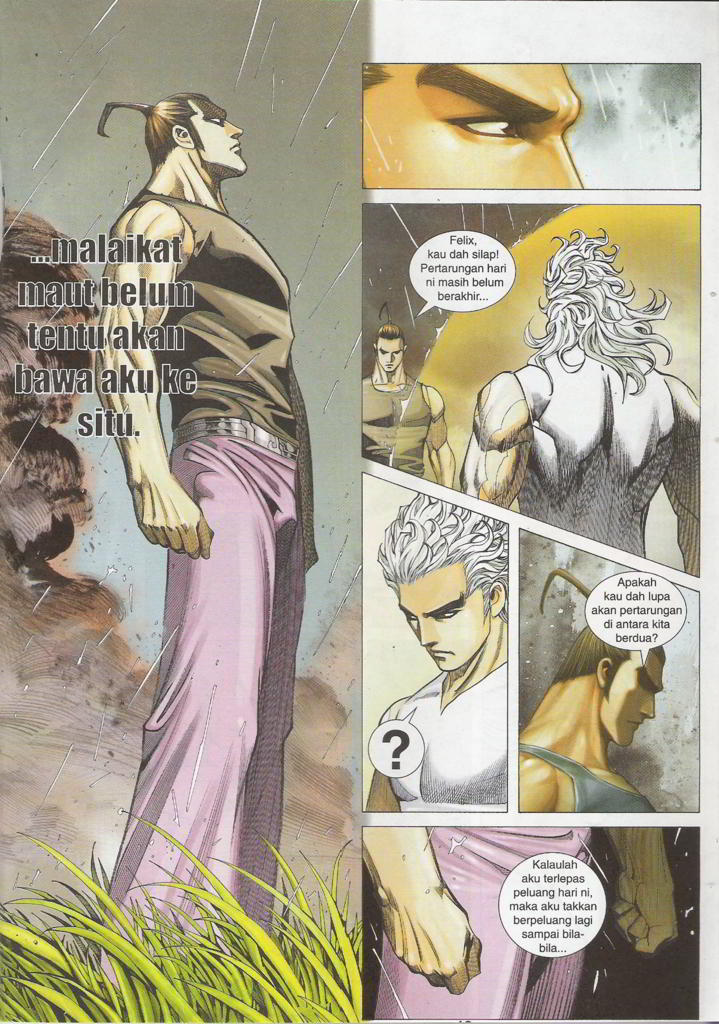 ...malaikat
maut belum
tentu akan
bawa aku ke
situ.
Felix,
kau dah silap!
Pertarungan hari
ni masih belum
berakhir...
?
Apakah
kau dah lupa
akan pertarungan
di antara kita
berdua?
Kalaulah
aku terlepas
peluang hari ni,
maka aku takkan
berpeluang lagi
sampai bila-
bila...